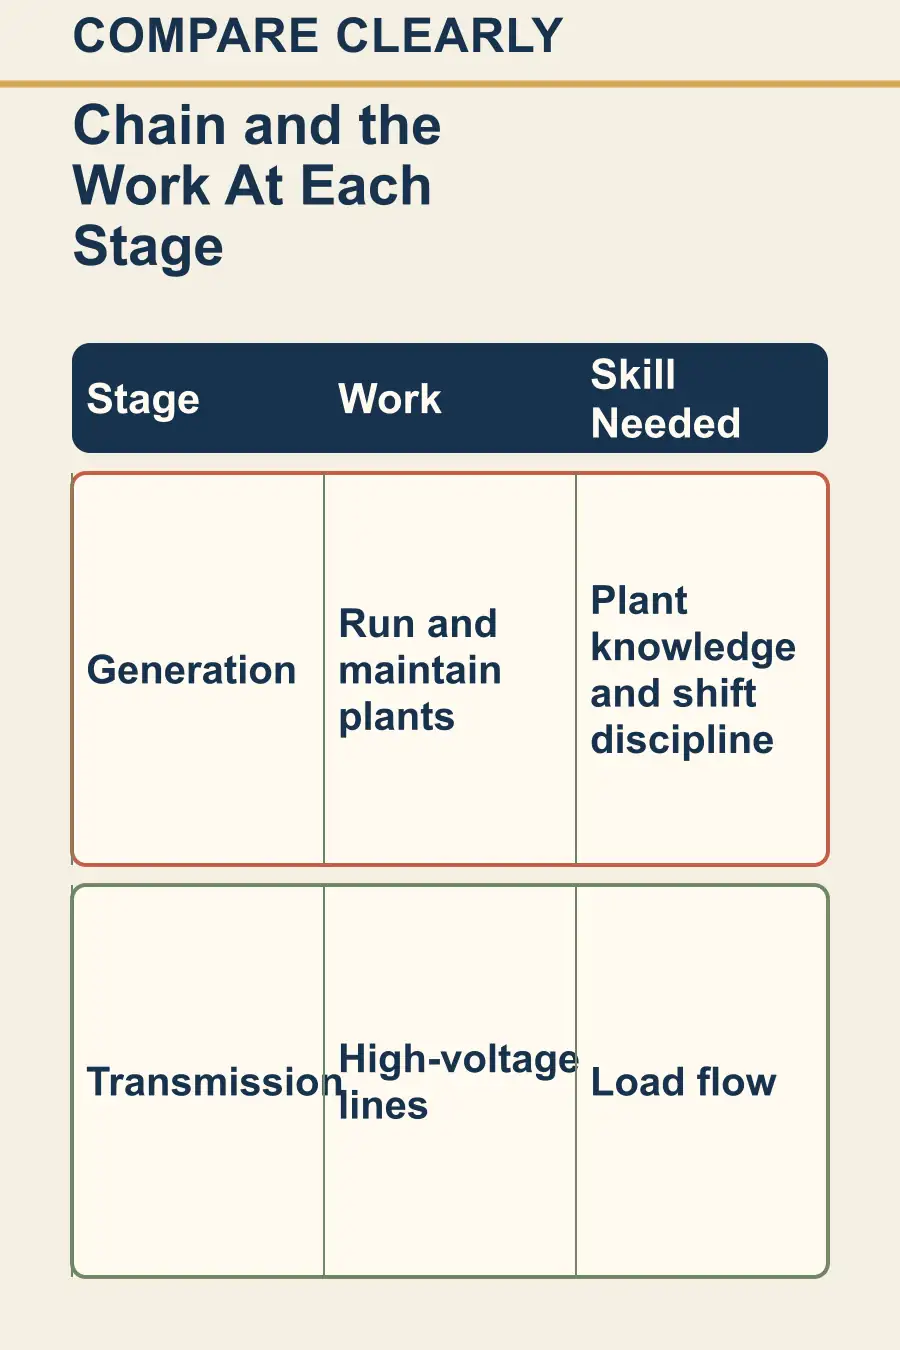 COMPARE CLEARLY
Chain and the
Work At Each
Stage
Stage
Work
Skill
Needed
Generation
Run and
maintain
plants
Plant
knowledge
and shift
discipline
Transmission
High-voltage
lines
Load flow